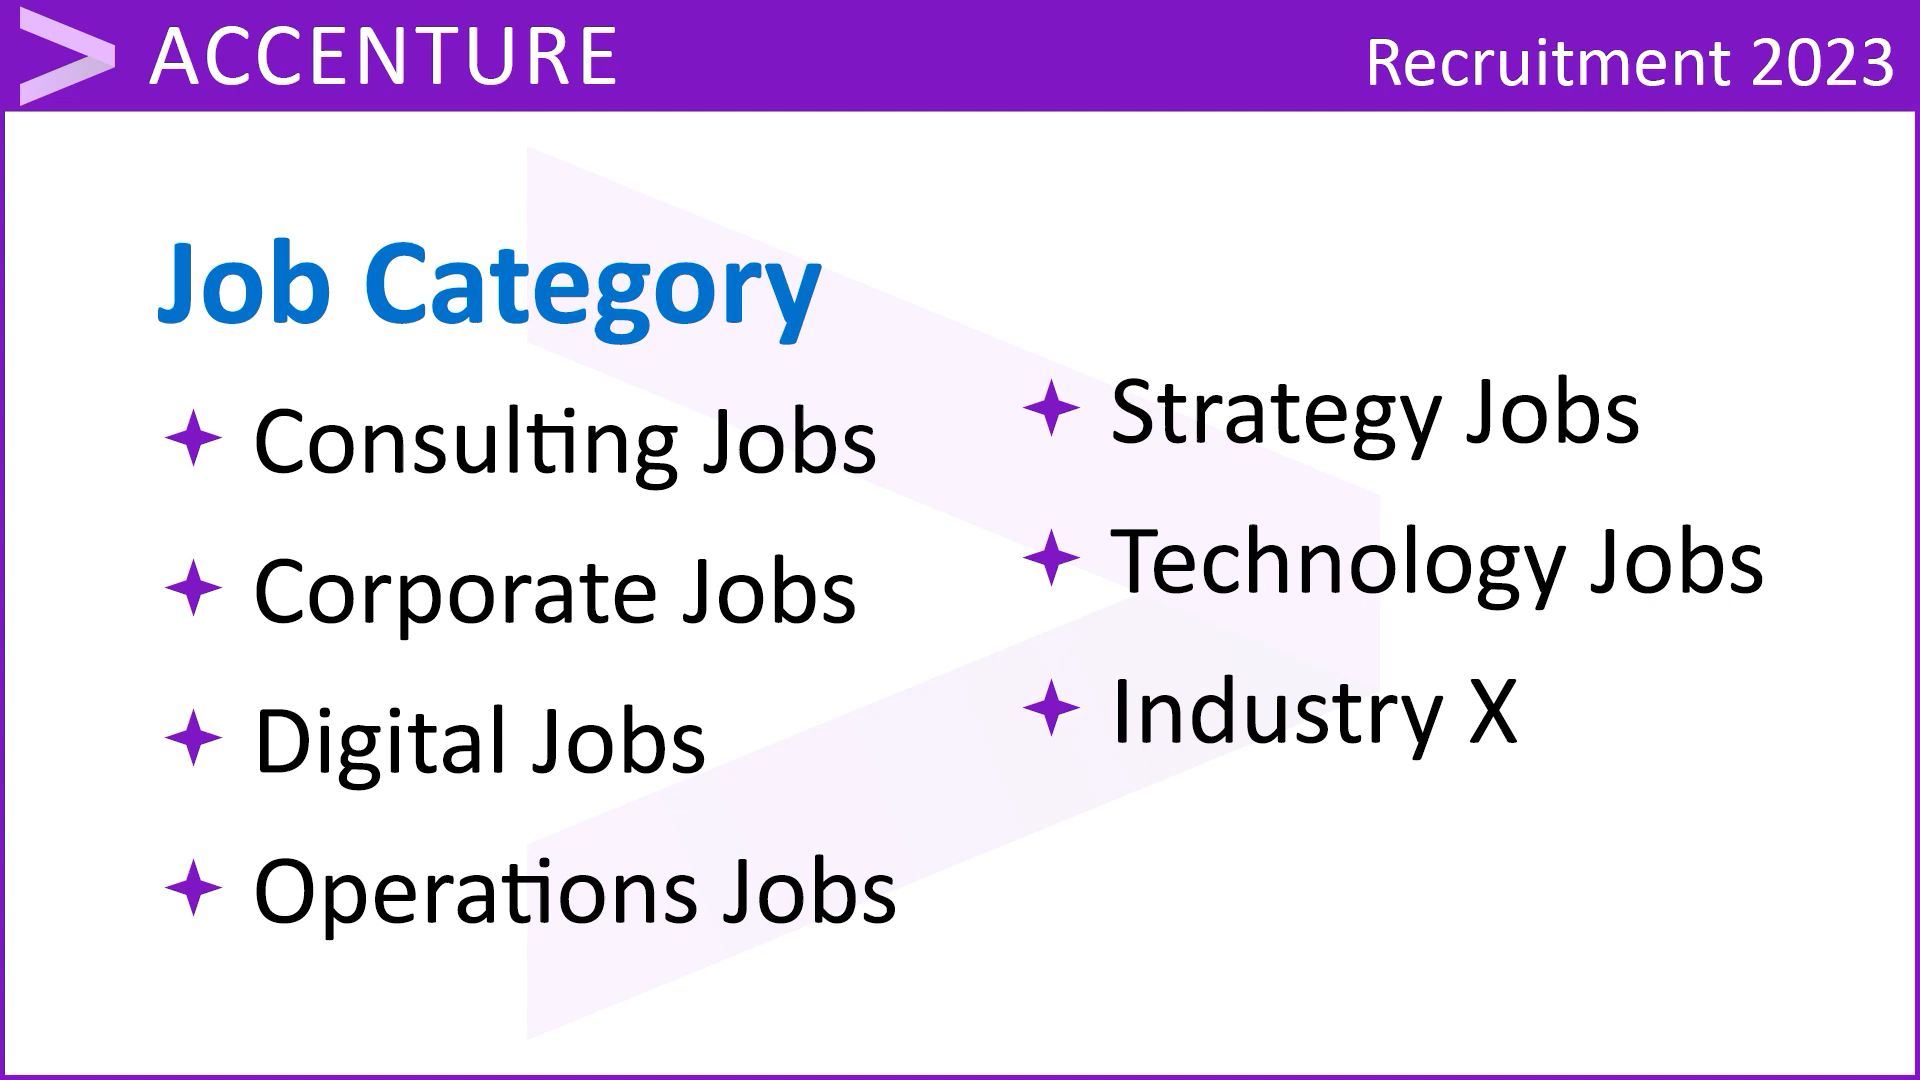 ACCENTURE
Recruitment 2023
Job Category
Consulting Jobs
Corporate Jobs
Digital Jobs
Operations Jobs
Strategy Jobs
Technology Jobs
Industry X